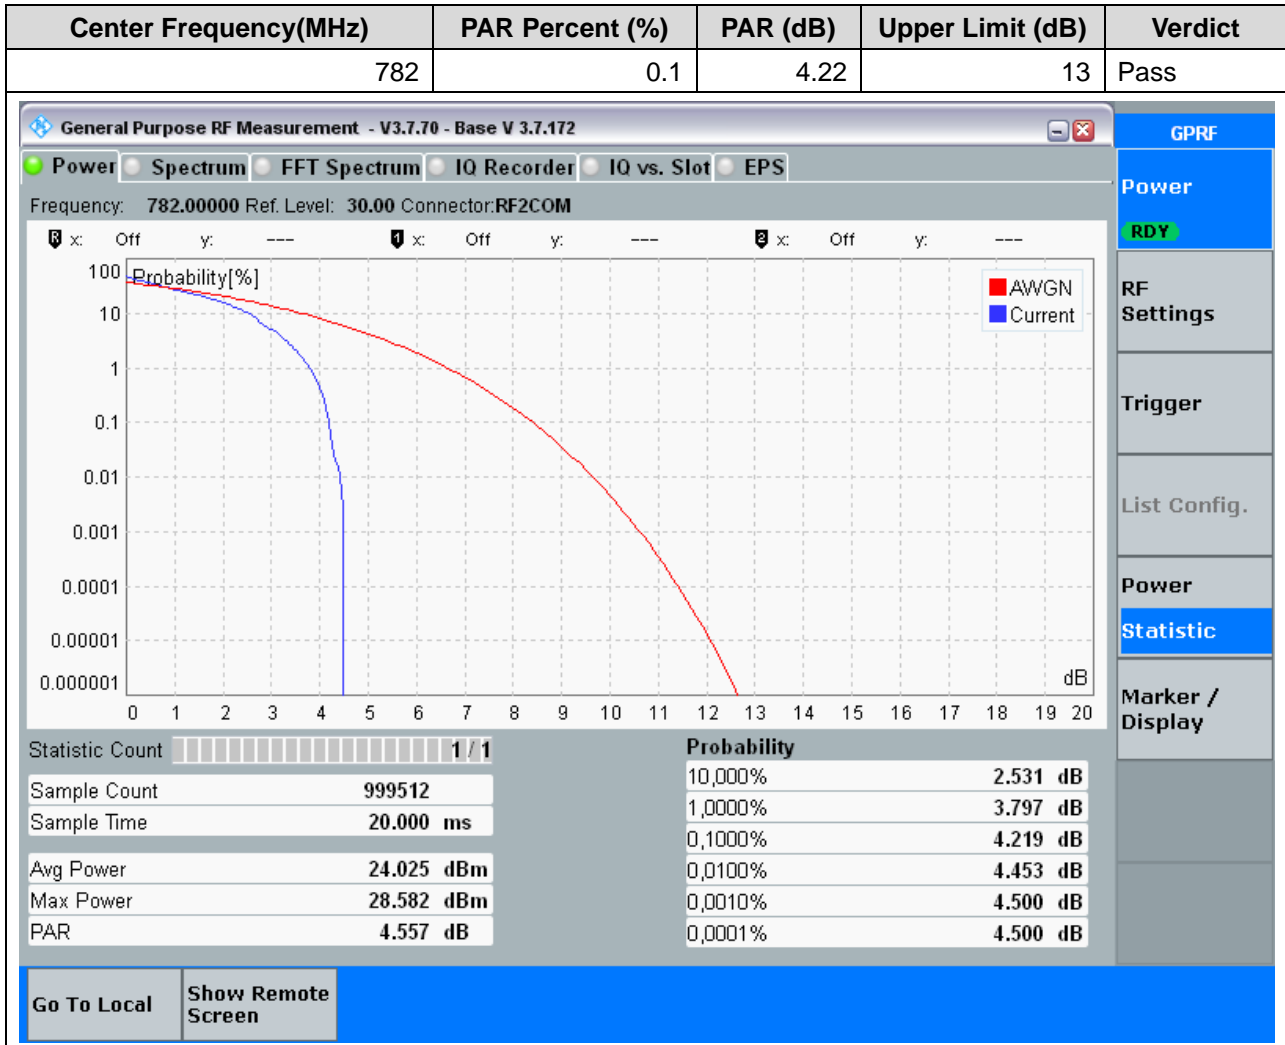 Center Frequency(MHz) PAR Percent (%) PAR (dB) Upper Limit (dB) Verdict
782 0.1 4.22 13 Pass
General Purpose RF Measurement - V3.7.70 - Base V 3.7.172
GPRF
Power Spectrum FFT Spectrum IQ Recorder IQ vs. Slot EPS
Power
RDY
Frequency: 782.00000 Ref. Level: 30.00 Connector:RF2COM
R x: Off y: --- 1 x: Off y: --- 2 x: Off y: ---
Probability[%]
AWGN
Current
100
10
1
0.1
0.01
0.001
0.0001
0.00001
0.000001
dB
0 1 2 3 4 5 6 7 8 9 10 11 12 13 14 15 16 17 18 19 20
RF
Settings
Trigger
List Config.
Power
Statistic
Marker /
Display
Statistic Count 1 / 1
Sample Count 999512
Sample Time 20.000 ms
Avg Power 24.025 dBm
Max Power 28.582 dBm
PAR 4.557 dB
Probability
10,000% 2.531 dB
1,0000% 3.797 dB
0,1000% 4.219 dB
0,0100% 4.453 dB
0,0010% 4.500 dB
0,0001% 4.500 dB
Go To Local
Show Remote
Screen